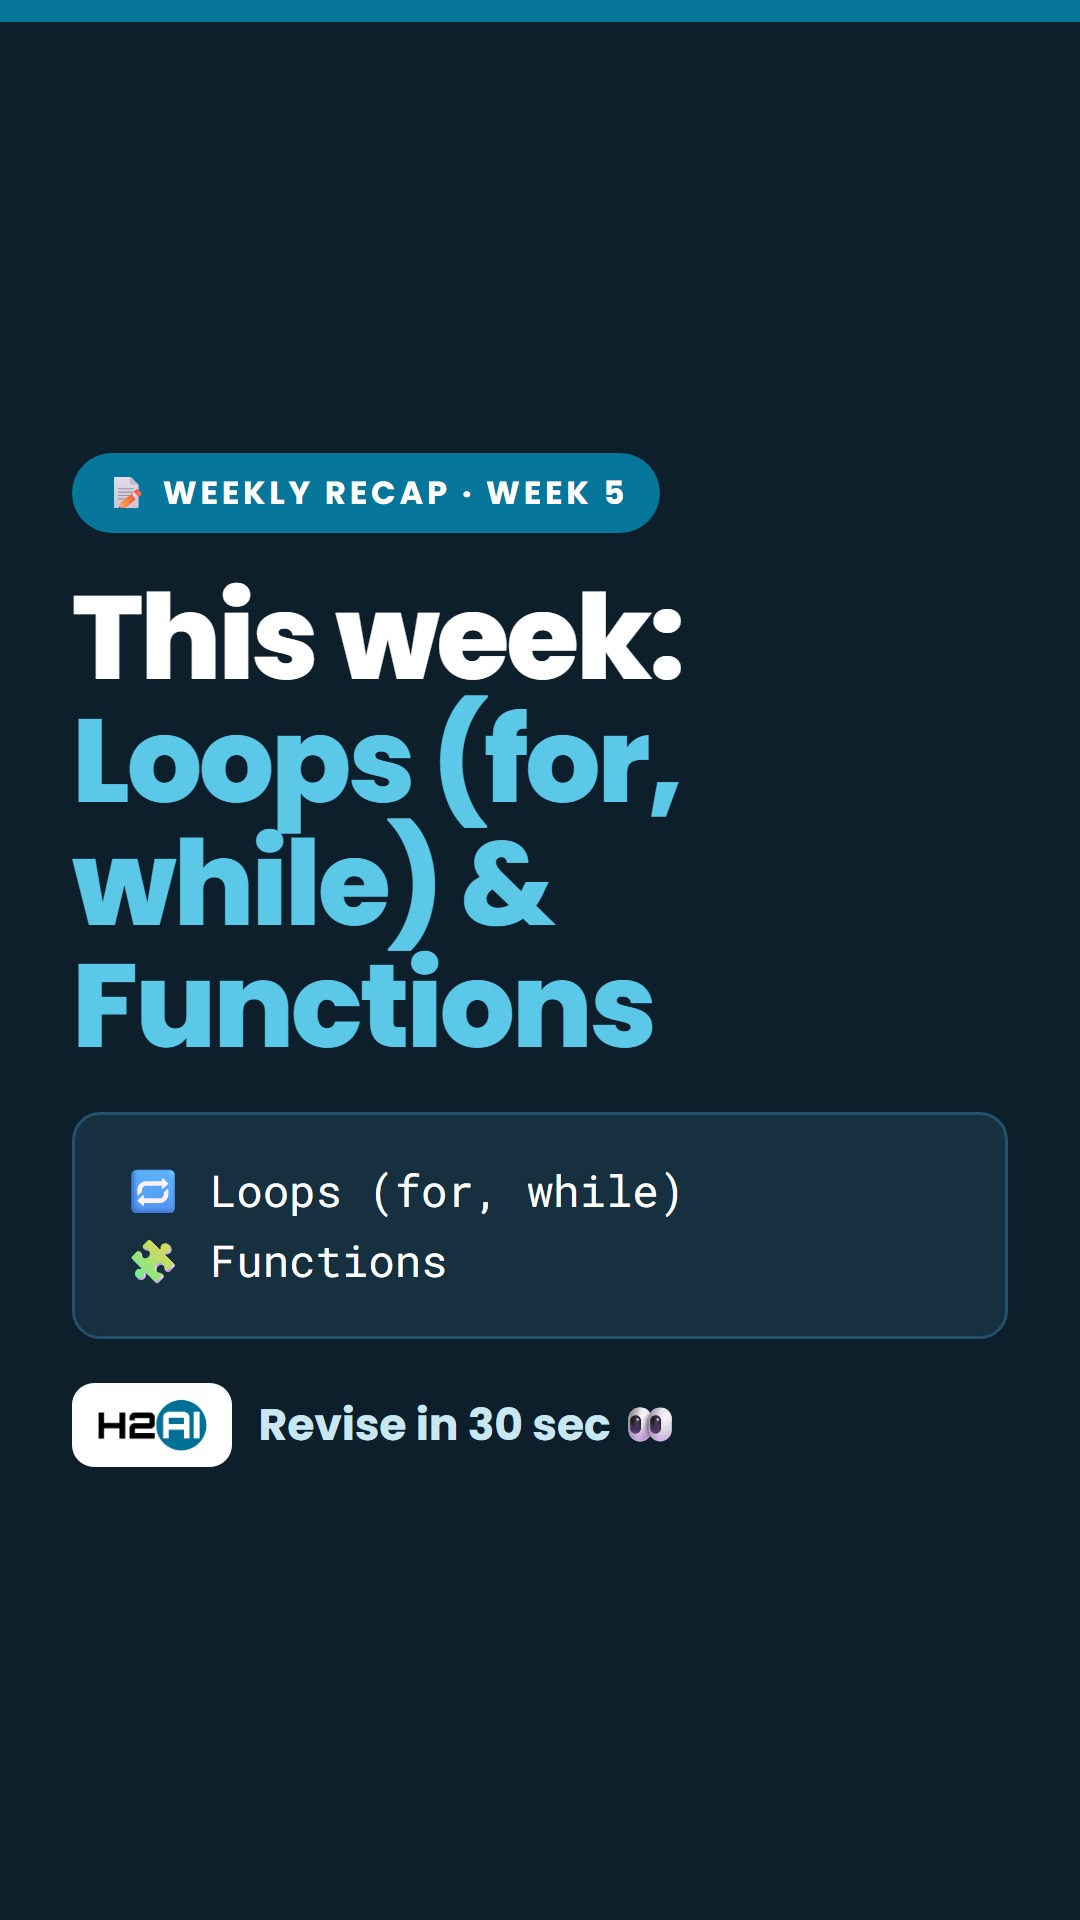 📝 WEEKLY RECAP · WEEK 5
This week:
Loops (for,
while) &
Functions
🔁 Loops (for, while)
🧩 Functions
H2AI Revise in 30 sec 👀